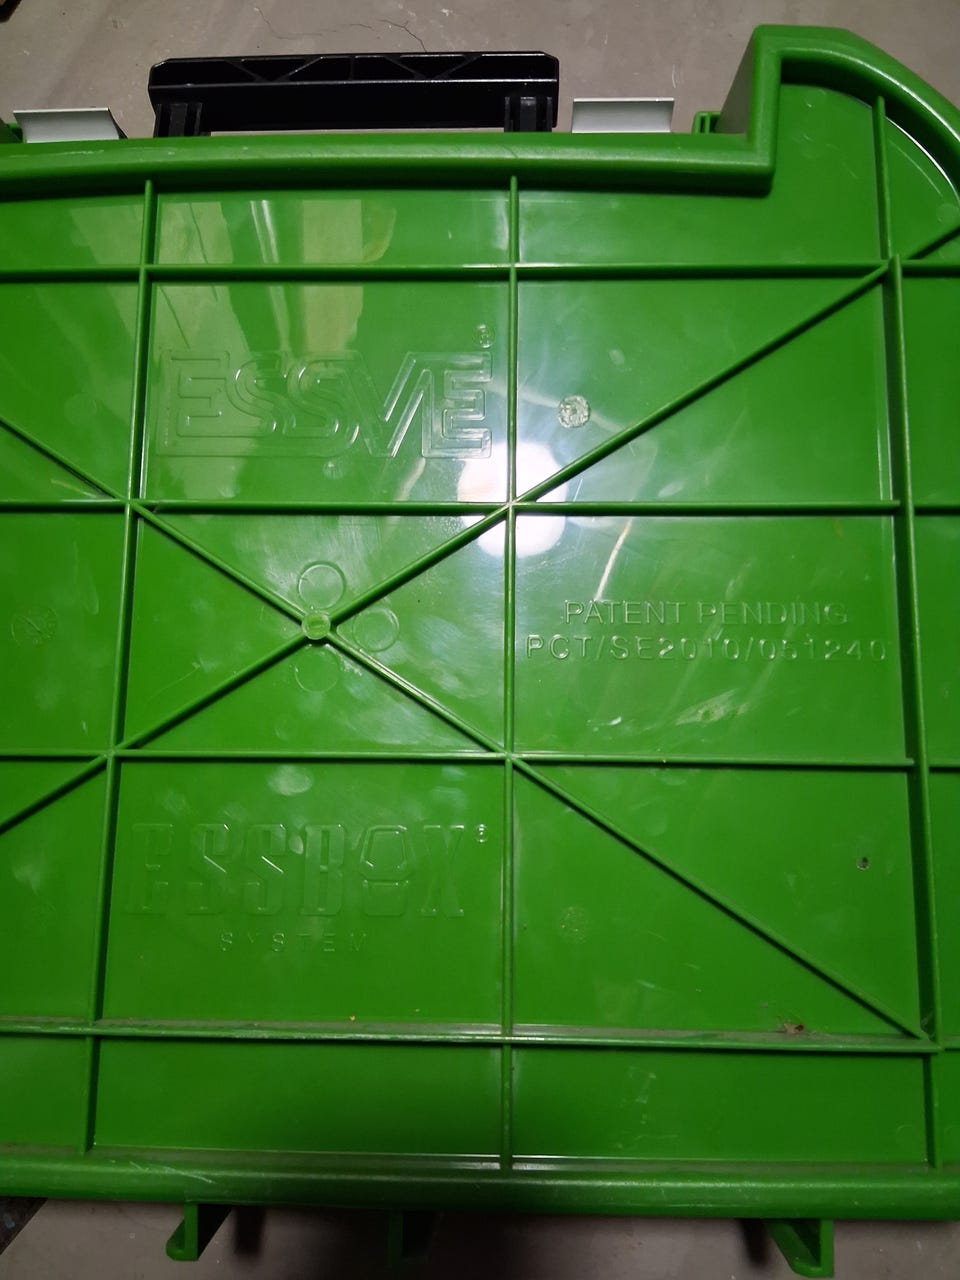 ESSVE®
PATENT PENDING
PCT/SE2010/051240
ESSBOX®
SYSTEM